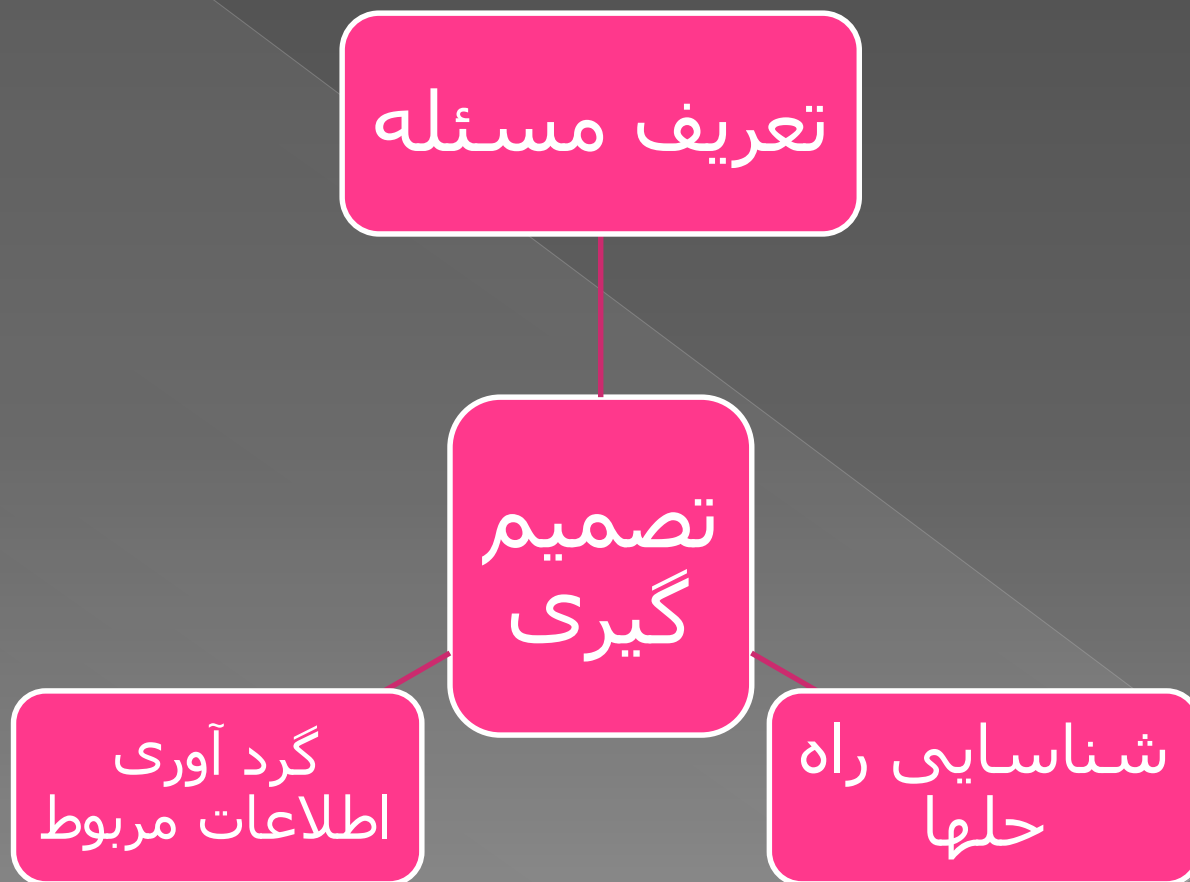 تعریف مسئله
تصمیم
گیری
شناسایی راه
حلها
گرد آوری
اطلاعات مربوط